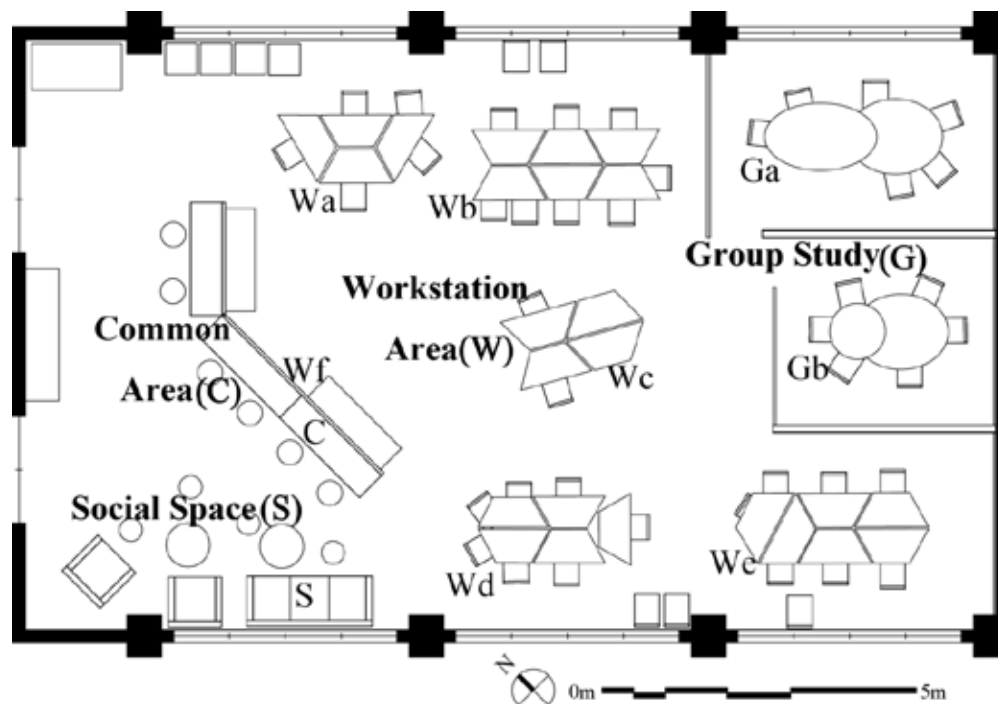 Wa
Wb
Ga
Group Study(G)
Workstation
Area(W)
Wc
Gb
Common
Area(C)
Wf
C
Social Space(S)
S
Wd
We
N
0m
5m